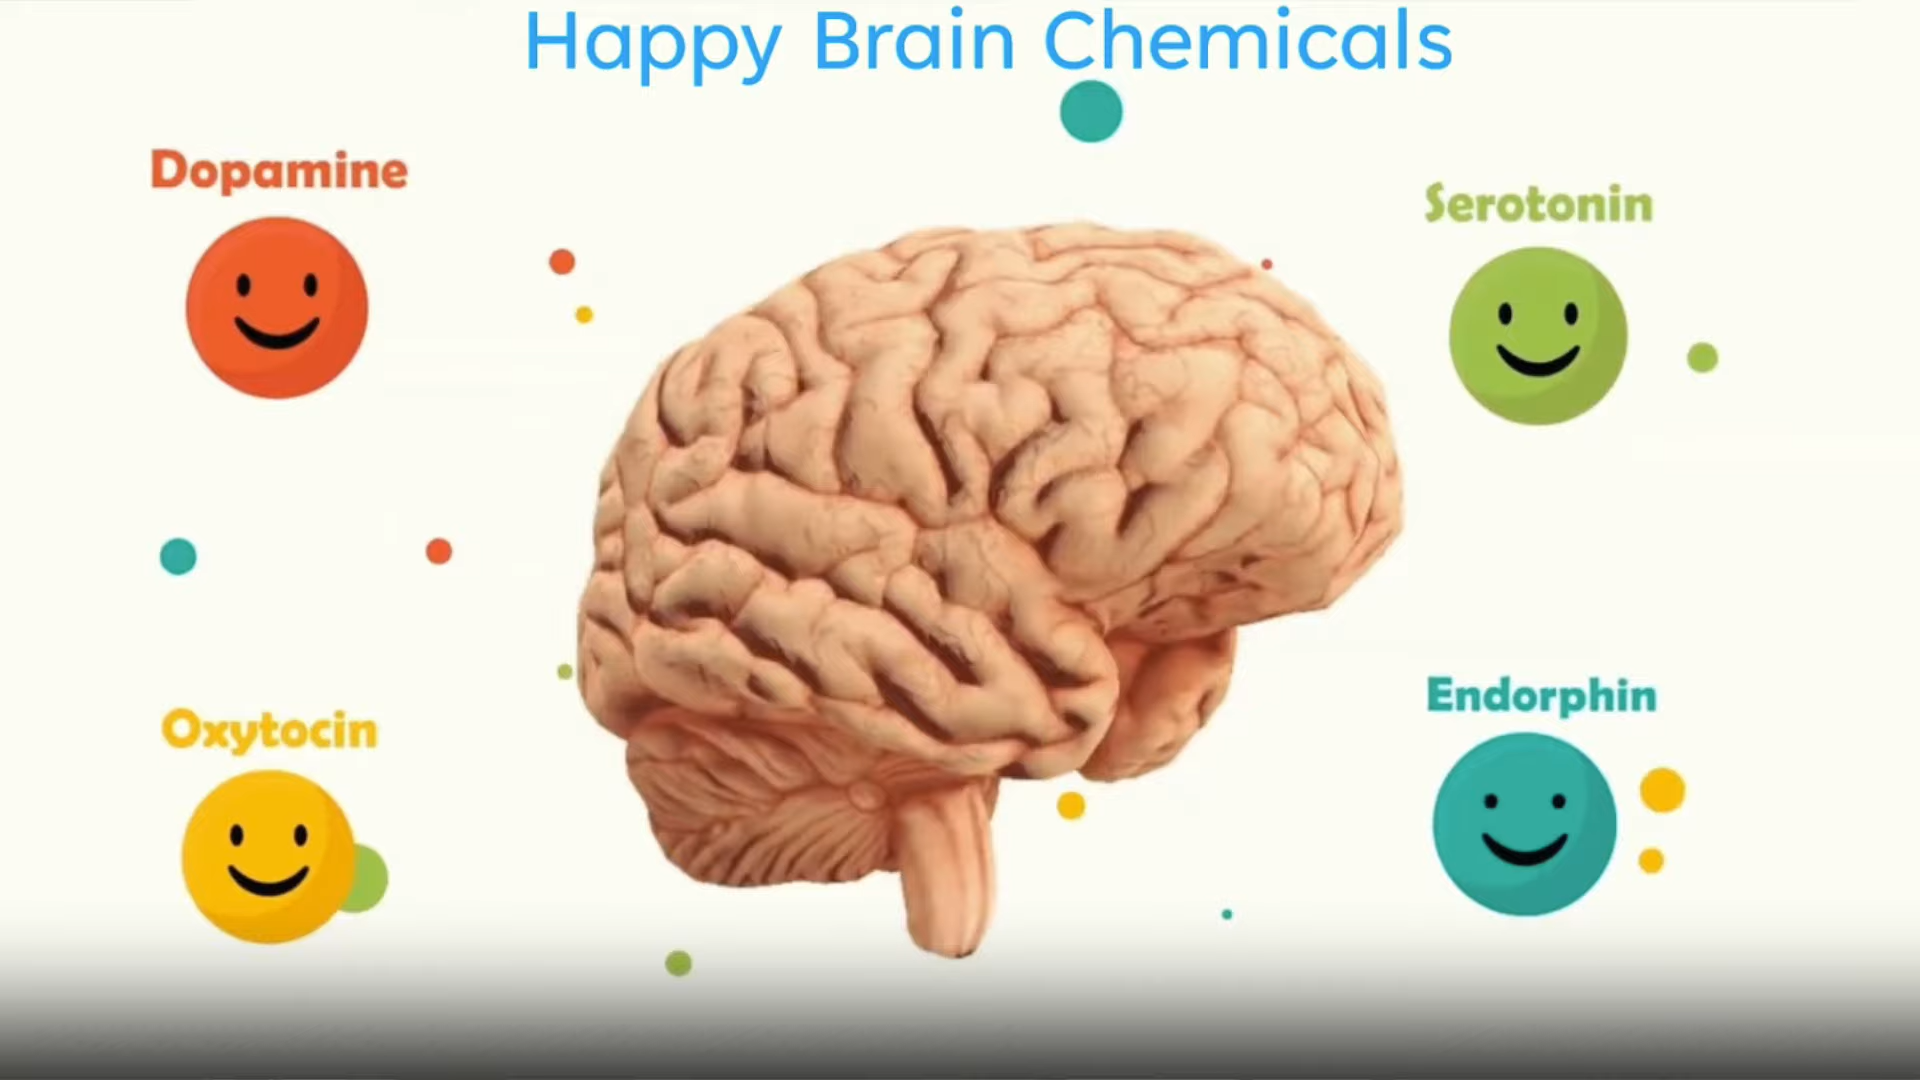 Happy Brain Chemicals
Dopamine
Serotonin
Oxytocin
Endorphin